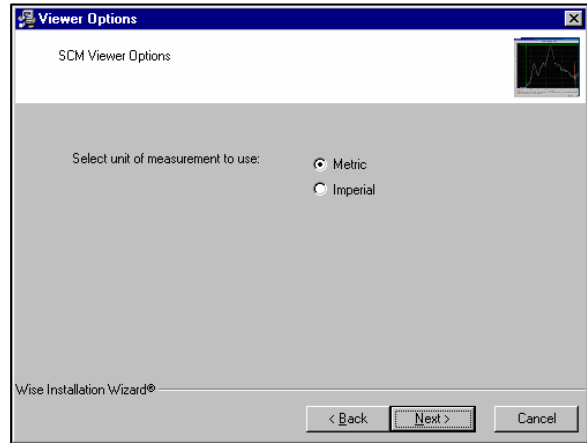 Viewer Options
SCM Viewer Options
Select unit of measurement to use:
Metric
Imperial
Wise Installation Wizard®
< Back
Next >
Cancel